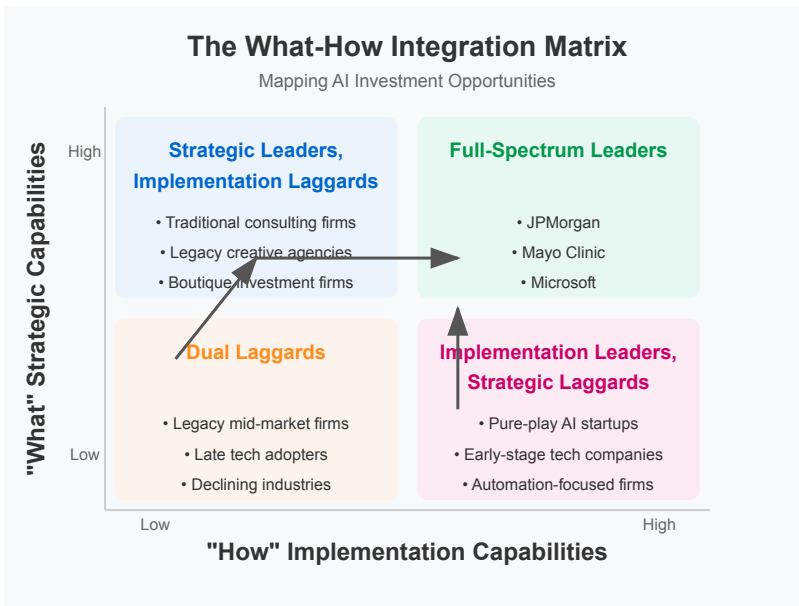 The What-How Integration Matrix
Mapping AI Investment Opportunities
"What" Strategic Capabilities
High
Low
Strategic Leaders,
Implementation Laggards
• Traditional consulting firms
• Legacy creative agencies
• Boutique investment firms
Full-Spectrum Leaders
• JPMorgan
• Mayo Clinic
• Microsoft
Dual Laggards
• Legacy mid-market firms
• Late tech adopters
• Declining industries
Implementation Leaders,
Strategic Laggards
• Pure-play AI startups
• Early-stage tech companies
• Automation-focused firms
Low
High
"How" Implementation Capabilities